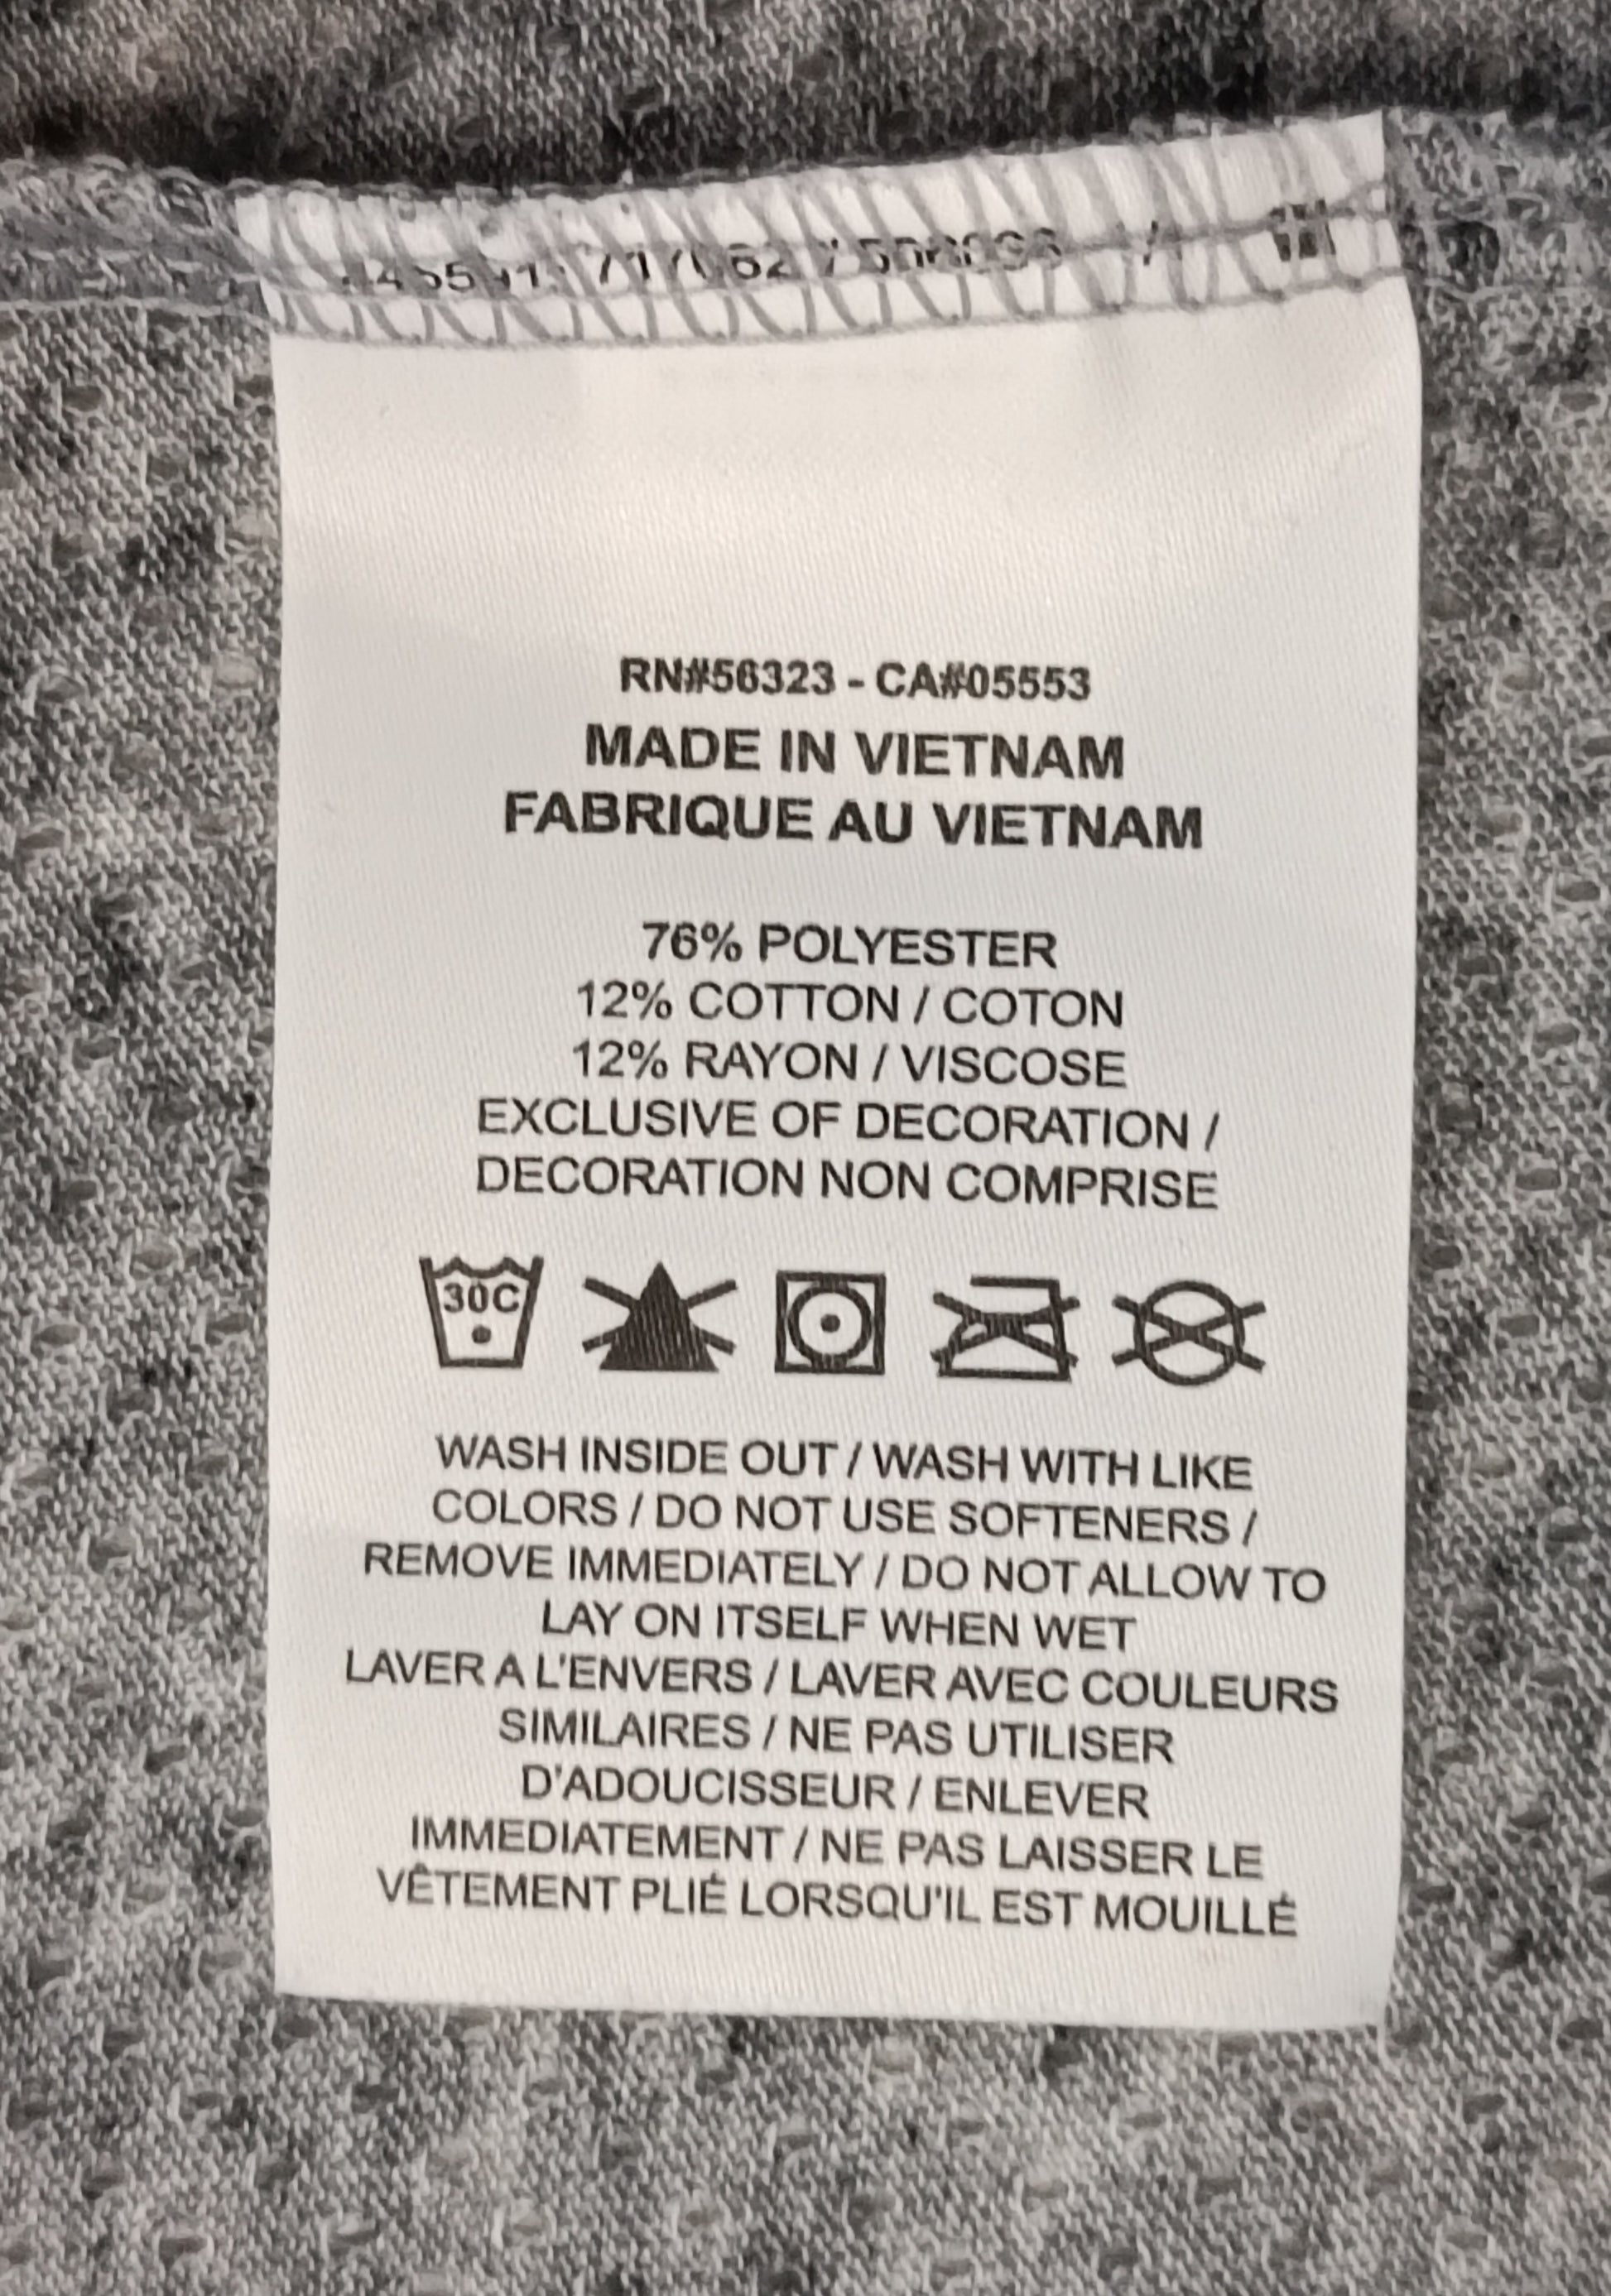 RN#56323 - CA#05553
MADE IN VIETNAM
FABRIQUE AU VIETNAM
76% POLYESTER
12% COTTON / COTON
12% RAYON / VISCOSE
EXCLUSIVE OF DECORATION /
DECORATION NON COMPRISE
30C
WASH INSIDE OUT / WASH WITH LIKE
COLORS / DO NOT USE SOFTENERS /
REMOVE IMMEDIATELY / DO NOT ALLOW TO
LAY ON ITSELF WHEN WET
LAVER A L'ENVERS / LAVER AVEC COULEURS
SIMILAIRES / NE PAS UTILISER
D'ADOUCISSEUR / ENLEVER
IMMEDIATEMENT / NE PAS LAISSER LE
VÊTEMENT PLIÉ LORSQU'IL EST MOUILLÉ